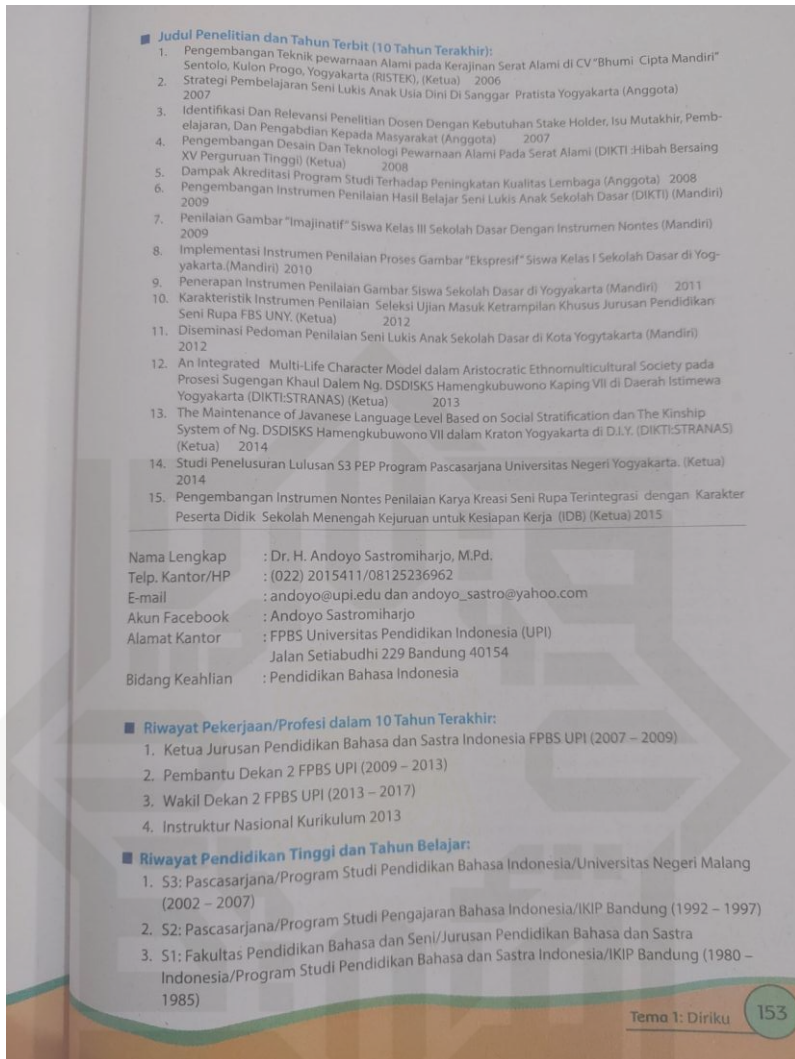 Judul Penelitian dan Tahun Terbit (10 Tahun Terakhir):
1. Pengembangan Teknik pewarnaan Alami pada Kerajinan Serat Alami di CV "Bhumi Cipta Mandiri"
Sentolo, Kulon Progo, Yogyakarta (RISTEK), (Ketua) 2006
2. Strategi Pembelajaran Seni Lukis Anak Usia Dini Di Sanggar Pratista Yogyakarta (Anggota)
2007
3. Identifikasi Dan Relevansi Penelitian Dosen Dengan Kebutuhan Stake Holder, Isu Mutakhir, Pemb-
elajaran, Dan Pengabdian Kepada Masyarakat (Anggota) 2007
4. Pengembangan Desain Dan Teknologi Pewarnaan Alami Pada Serat Alami (DIKTI :Hibah Bersaing
XV Perguruan Tinggi) (Ketua) 2008
5. Dampak Akreditasi Program Studi Terhadap Peningkatan Kualitas Lembaga (Anggota) 2008
6. Pengembangan Instrumen Penilaian Hasil Belajar Seni Lukis Anak Sekolah Dasar (DIKTI) (Mandiri)
2009
7. Penilaian Gambar "Imajinatif" Siswa Kelas III Sekolah Dasar Dengan Instrumen Nontes (Mandiri)
2009
8. Implementasi Instrumen Penilaian Proses Gambar "Ekspresif" Siswa Kelas I Sekolah Dasar di Yog-
yakarta.(Mandiri) 2010
9. Penerapan Instrumen Penilaian Gambar Siswa Sekolah Dasar di Yogyakarta (Mandiri) 2011
10. Karakteristik Instrumen Penilaian Seleksi Ujian Masuk Ketrampilan Khusus Jurusan Pendidikan
Seni Rupa FBS UNY. (Ketua) 2012
11. Diseminasi Pedoman Penilaian Seni Lukis Anak Sekolah Dasar di Kota Yogytakarta (Mandiri)
2012
12. An Integrated Multi-Life Character Model dalam Aristocratic Ethnomulticultural Society pada
Prosesi Sugengan Khaul Dalem Ng. DSDISKS Hamengkubuwono Kaping VII di Daerah Istimewa
Yogyakarta (DIKTI:STRANAS) (Ketua) 2013
13. The Maintenance of Javanese Language Level Based on Social Stratification dan The Kinship
System of Ng. DSDISKS Hamengkubuwono VII dalam Kraton Yogyakarta di D.I.Y. (DIKTI:STRANAS)
(Ketua) 2014
14. Studi Penelusuran Lulusan S3 PEP Program Pascasarjana Universitas Negeri Yogyakarta. (Ketua)
2014
15. Pengembangan Instrumen Nontes Penilaian Karya Kreasi Seni Rupa Terintegrasi dengan Karakter
Peserta Didik Sekolah Menengah Kejuruan untuk Kesiapan Kerja (IDB) (Ketua) 2015
Nama Lengkap : Dr. H. Andoyo Sastromiharjo, M.Pd.
Telp. Kantor/HP : (022) 2015411/08125236962
E-mail : andoyo@upi.edu dan andoyo_sastro@yahoo.com
Akun Facebook : Andoyo Sastromiharjo
Alamat Kantor : FPBS Universitas Pendidikan Indonesia (UPI)
Jalan Setiabudhi 229 Bandung 40154
Bidang Keahlian : Pendidikan Bahasa Indonesia
Riwayat Pekerjaan/Profesi dalam 10 Tahun Terakhir:
1. Ketua Jurusan Pendidikan Bahasa dan Sastra Indonesia FPBS UPI (2007 – 2009)
2. Pembantu Dekan 2 FPBS UPI (2009 – 2013)
3. Wakil Dekan 2 FPBS UPI (2013 – 2017)
4. Instruktur Nasional Kurikulum 2013
Riwayat Pendidikan Tinggi dan Tahun Belajar:
1. S3: Pascasarjana/Program Studi Pendidikan Bahasa Indonesia/Universitas Negeri Malang
(2002 – 2007)
2. S2: Pascasarjana/Program Studi Pengajaran Bahasa Indonesia/IKIP Bandung (1992 – 1997)
3. S1: Fakultas Pendidikan Bahasa dan Seni/Jurusan Pendidikan Bahasa dan Sastra
Indonesia/Program Studi Pendidikan Bahasa dan Sastra Indonesia/IKIP Bandung (1980 –
1985)
Tema 1: Diriku 153